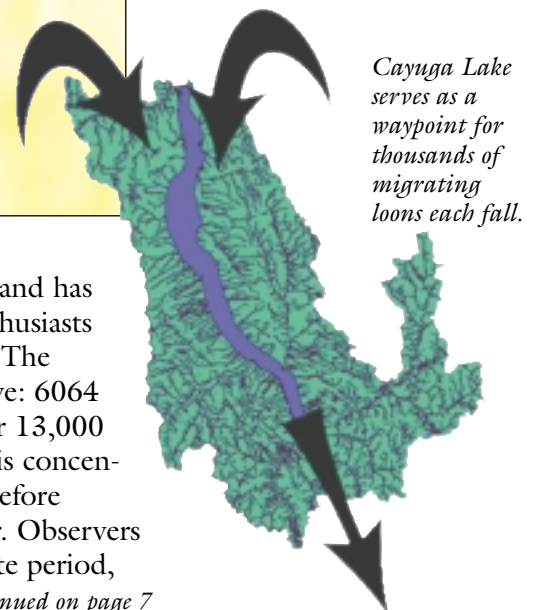 Cayuga Lake
serves as a
waypoint for
thousands of
migrating
loons each fall.
and has
husiasts
The
ve: 6064
r 13,000
is concen-
efore
r. Observers
te period,
nued on page 7